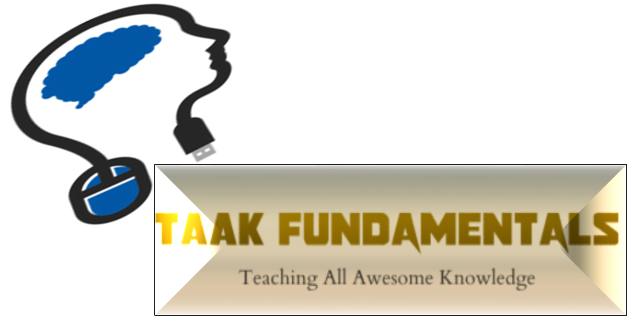 TAAK FUNDAMENTALS
Teaching All Awesome Knowledge